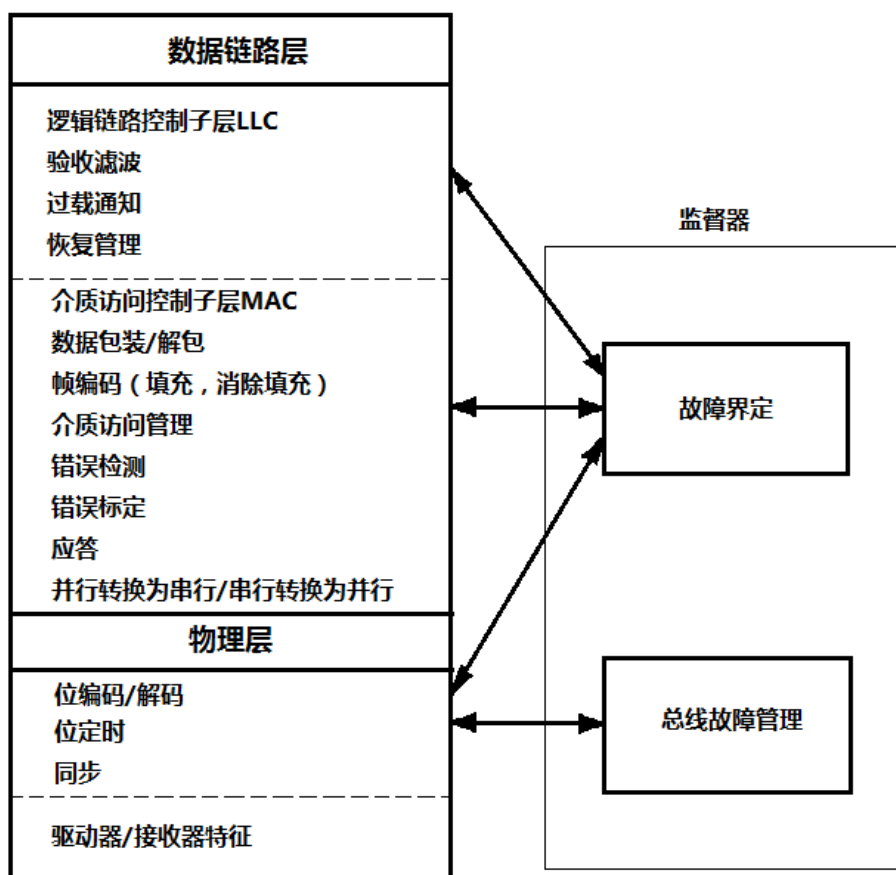 数据链路层
逻辑链路控制子层LLC
验收滤波
过载通知
恢复管理
介质访问控制子层MAC
数据包装/解包
帧编码（填充，消除填充）
介质访问管理
错误检测
错误标定
应答
并行转换为串行/串行转换为并行
物理层
位编码/解码
位定时
同步
驱动器/接收器特征
监督器
故障界定
总线故障管理